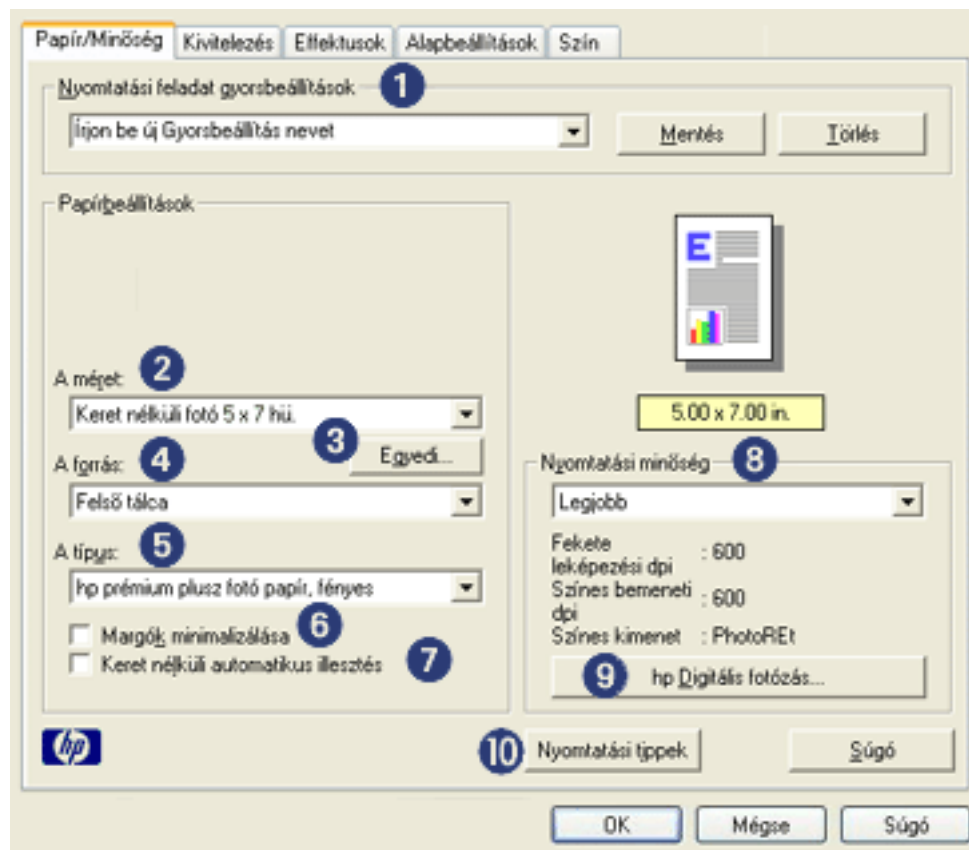 Papír/Minőség Kivitelezés Effektusok Alapbeállítások Szín
Nyomtatási feladat gyorsbeállítások 1
Írjon be új Gyorsbeállítás nevet Mentés Törlés
Papírbeállítások
E
A méret: 2
Keret nélküli fotó 5 x 7 hü.
5.00 x 7.00 in.
3 Egyedi...
A forrás: 4
Felső tálca
Nyomtatási minőség 8
Legjobb
A típus: 5
hp prémium plusz fotó papír, fényes
Fekete leképezési dpi : 600
Színes bemeneti dpi : 600
Színes kimenet : PhotoREt
Margók minimalizálása 6
Keret nélküli automatikus illesztés 7
9 hp Digitális fotózás...
hp
10 Nyomtatási tippek Súgó
OK Mégse Súgó